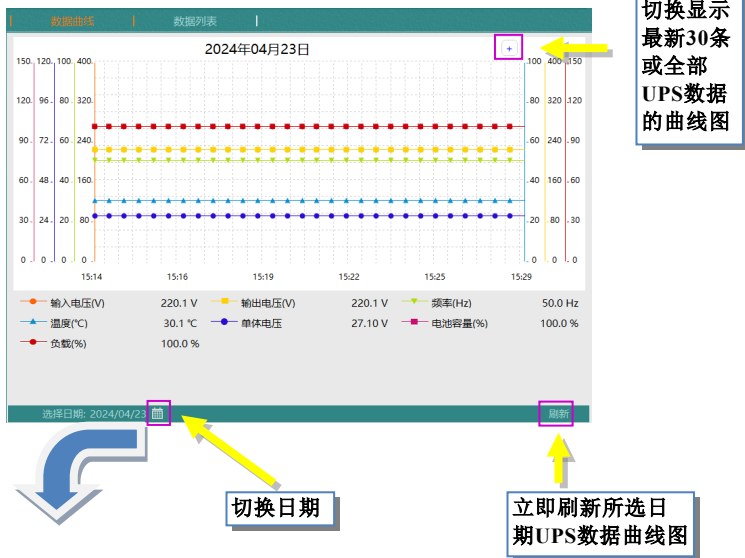 切换显示
最新30条
或全部
UPS数据
的曲线图
数据曲线
数据列表
2024年04月23日
+
150 120 100 400 100 400 150
120 96 80 320 80 320 120
90 72 60 240 60 240 90
60 48 40 160 40 160 60
30 24 20 80 20 80 30
0 0 0 0 0 0 0
15:14 15:16 15:19 15:22 15:25 15:29
输入电压(V) 220.1 V 输出电压(V) 220.1 V 频率(Hz) 50.0 Hz
温度(℃) 30.1 ℃ 单体电压 27.10 V 电池容量(%) 100.0 %
负载(%) 100.0 %
选择日期: 2024/04/23 刷新
切换日期
立即刷新所选日
期UPS数据曲线图